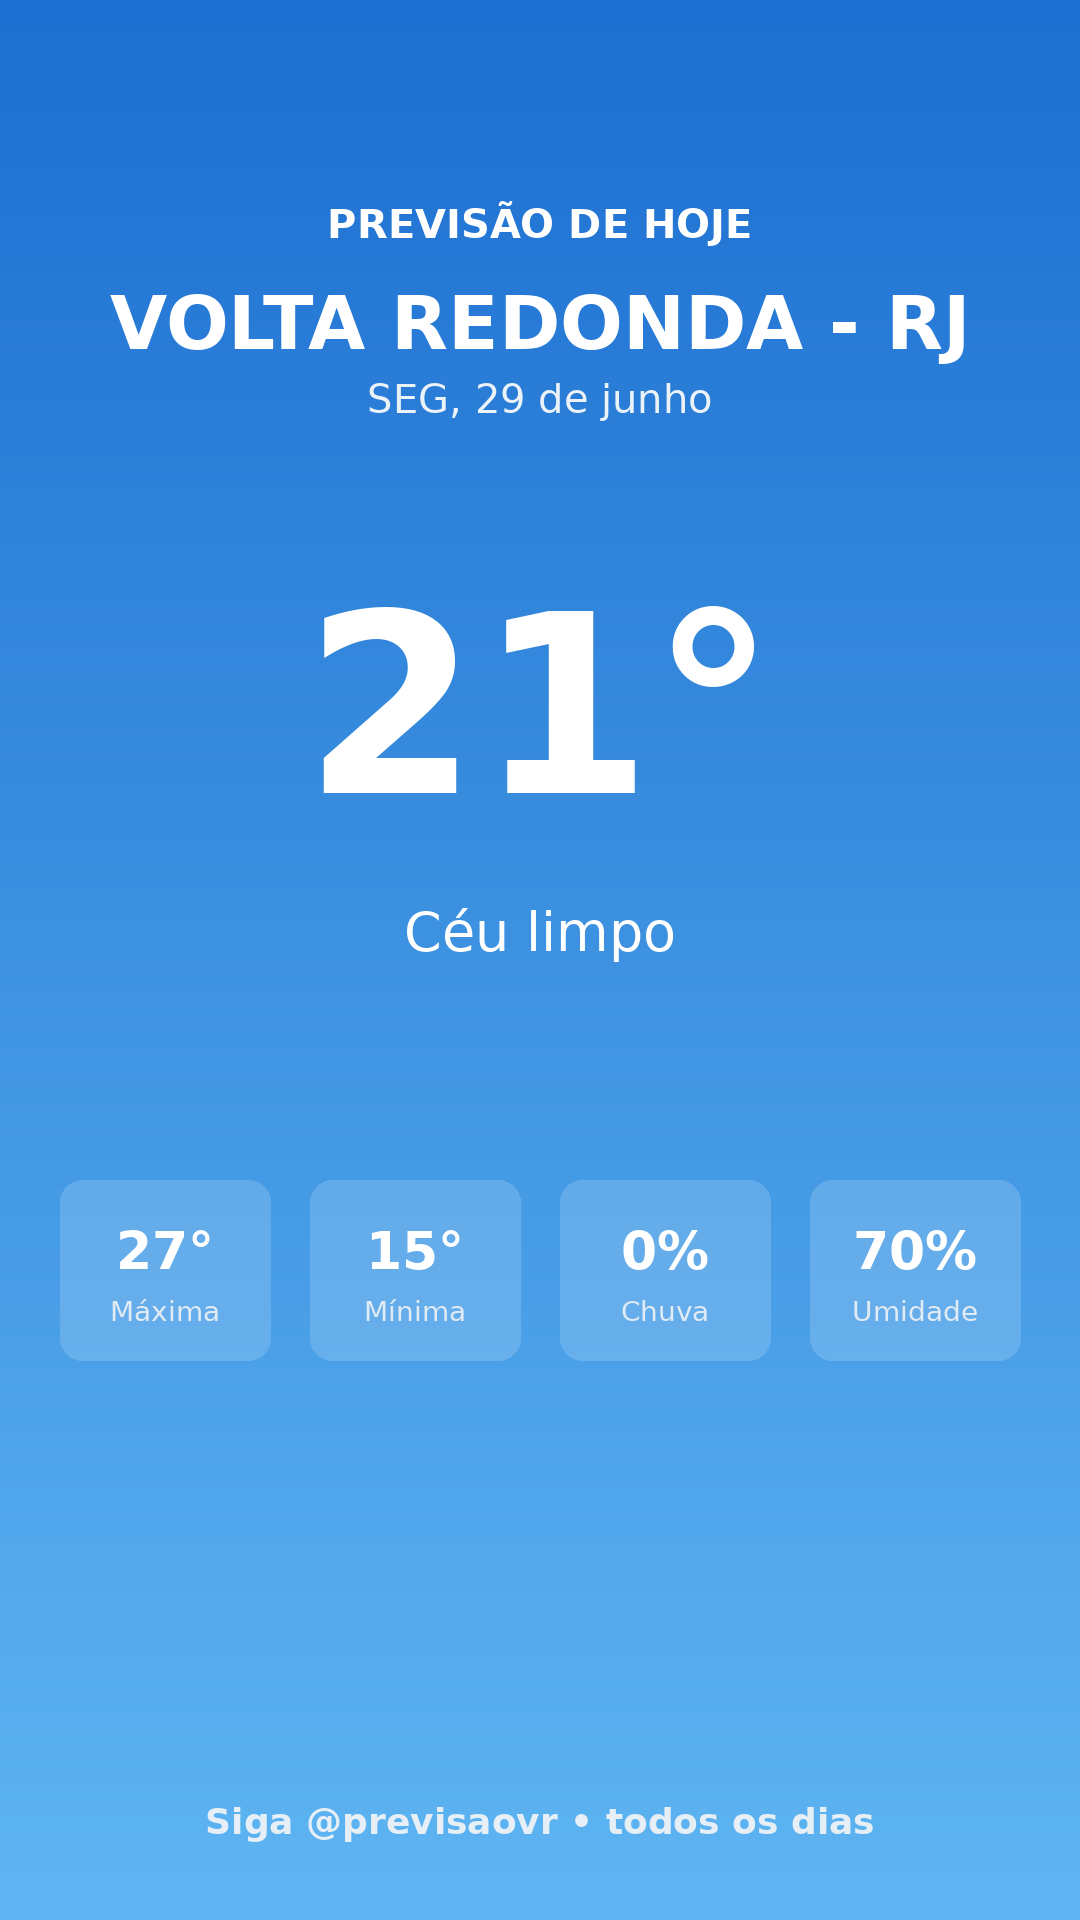 PREVISÃO DE HOJE
VOLTA REDONDA - RJ
SEG, 29 de junho
21°
Céu limpo
27° 15° 0% 70%
Máxima Mínima Chuva Umidade
Siga @previsaovr • todos os dias